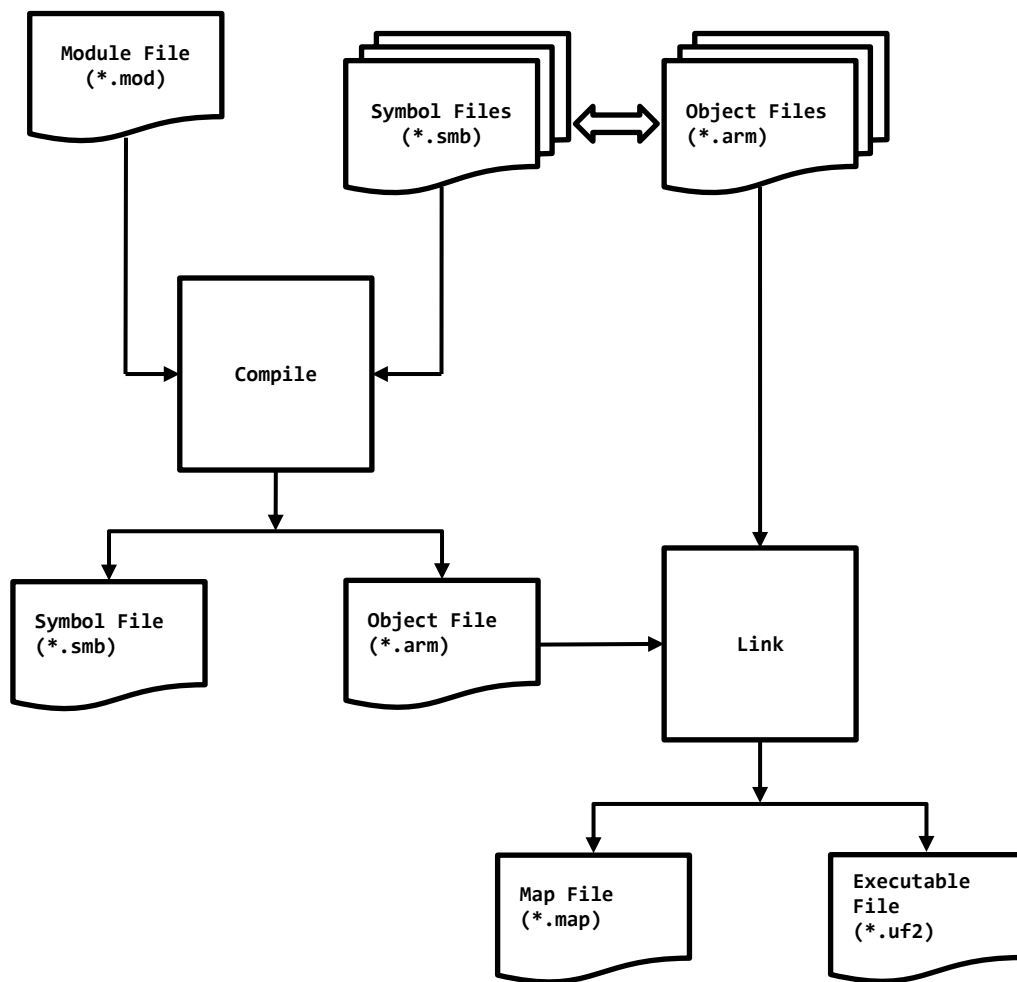 Module File
(*.mod)
Symbol Files
(*.smb)
Object Files
(*.arm)
Compile
Symbol File
(*.smb)
Object File
(*.arm)
Link
Map File
(*.map)
Executable
File
(*.uf2)